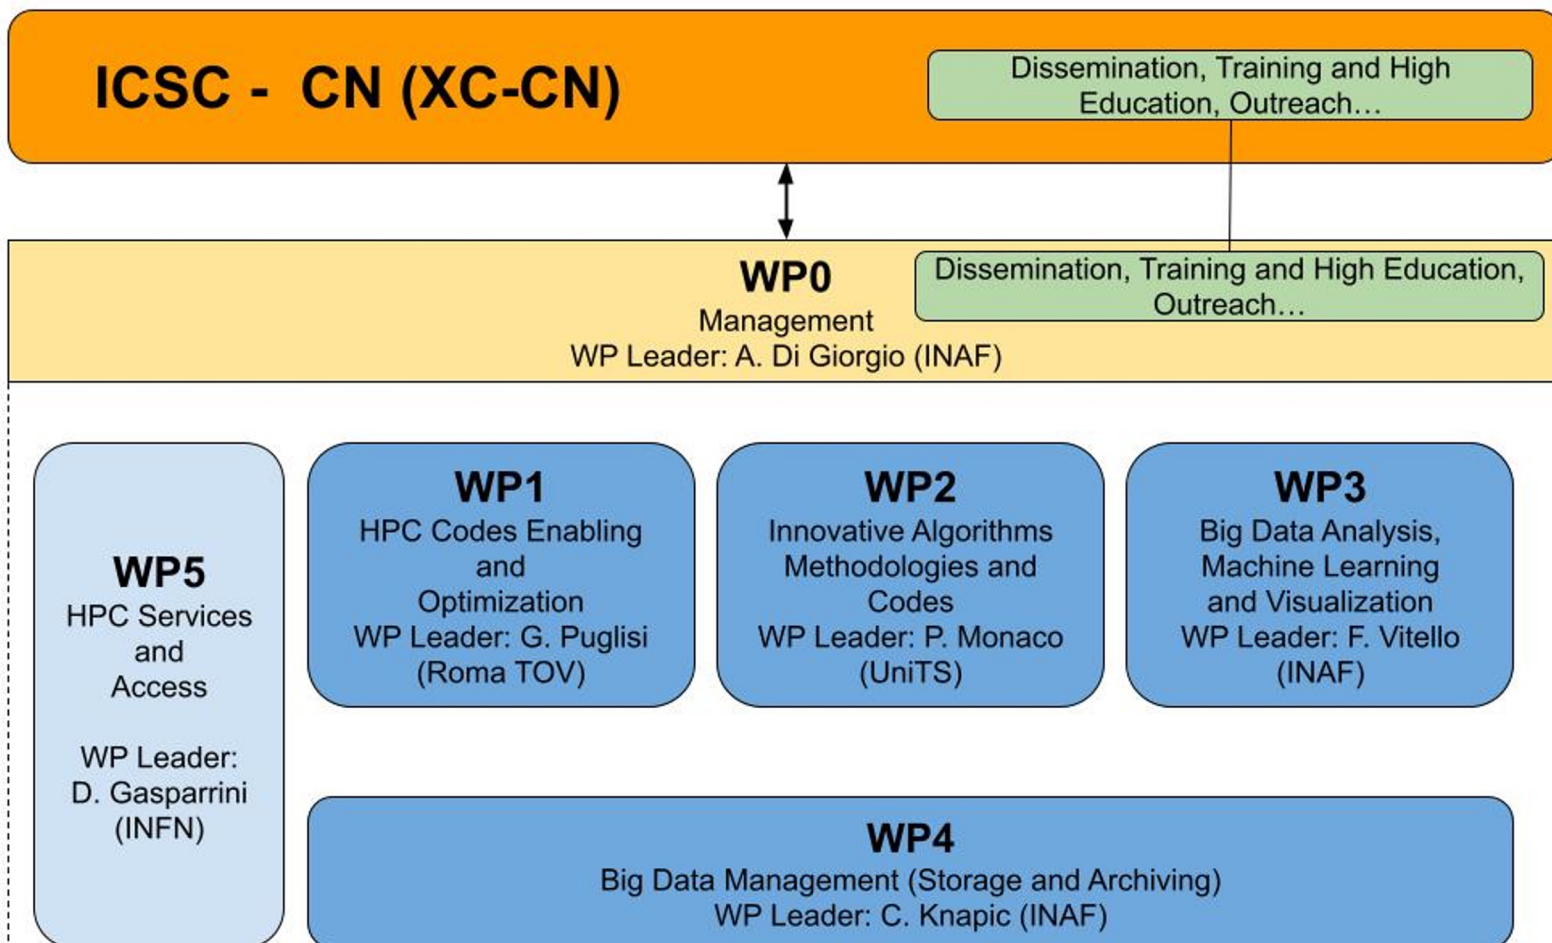 ICSC -  CN (XC-CN)
Dissemination, Training and High
Education, Outreach…
WP0
Management
WP Leader: A. Di Giorgio (INAF)
Dissemination, Training and High Education,
Outreach…
WP5
HPC Services
and
Access
WP Leader:
D. Gasparrini
(INFN)
WP1
HPC Codes Enabling
and
Optimization
WP Leader: G. Puglisi
(Roma TOV)
WP2
Innovative Algorithms
Methodologies and
Codes
WP Leader: P. Monaco
(UniTS)
WP3
Big Data Analysis,
Machine Learning
and Visualization
WP Leader: F. Vitello
(INAF)
WP4
Big Data Management (Storage and Archiving)
WP Leader: C. Knapic (INAF)